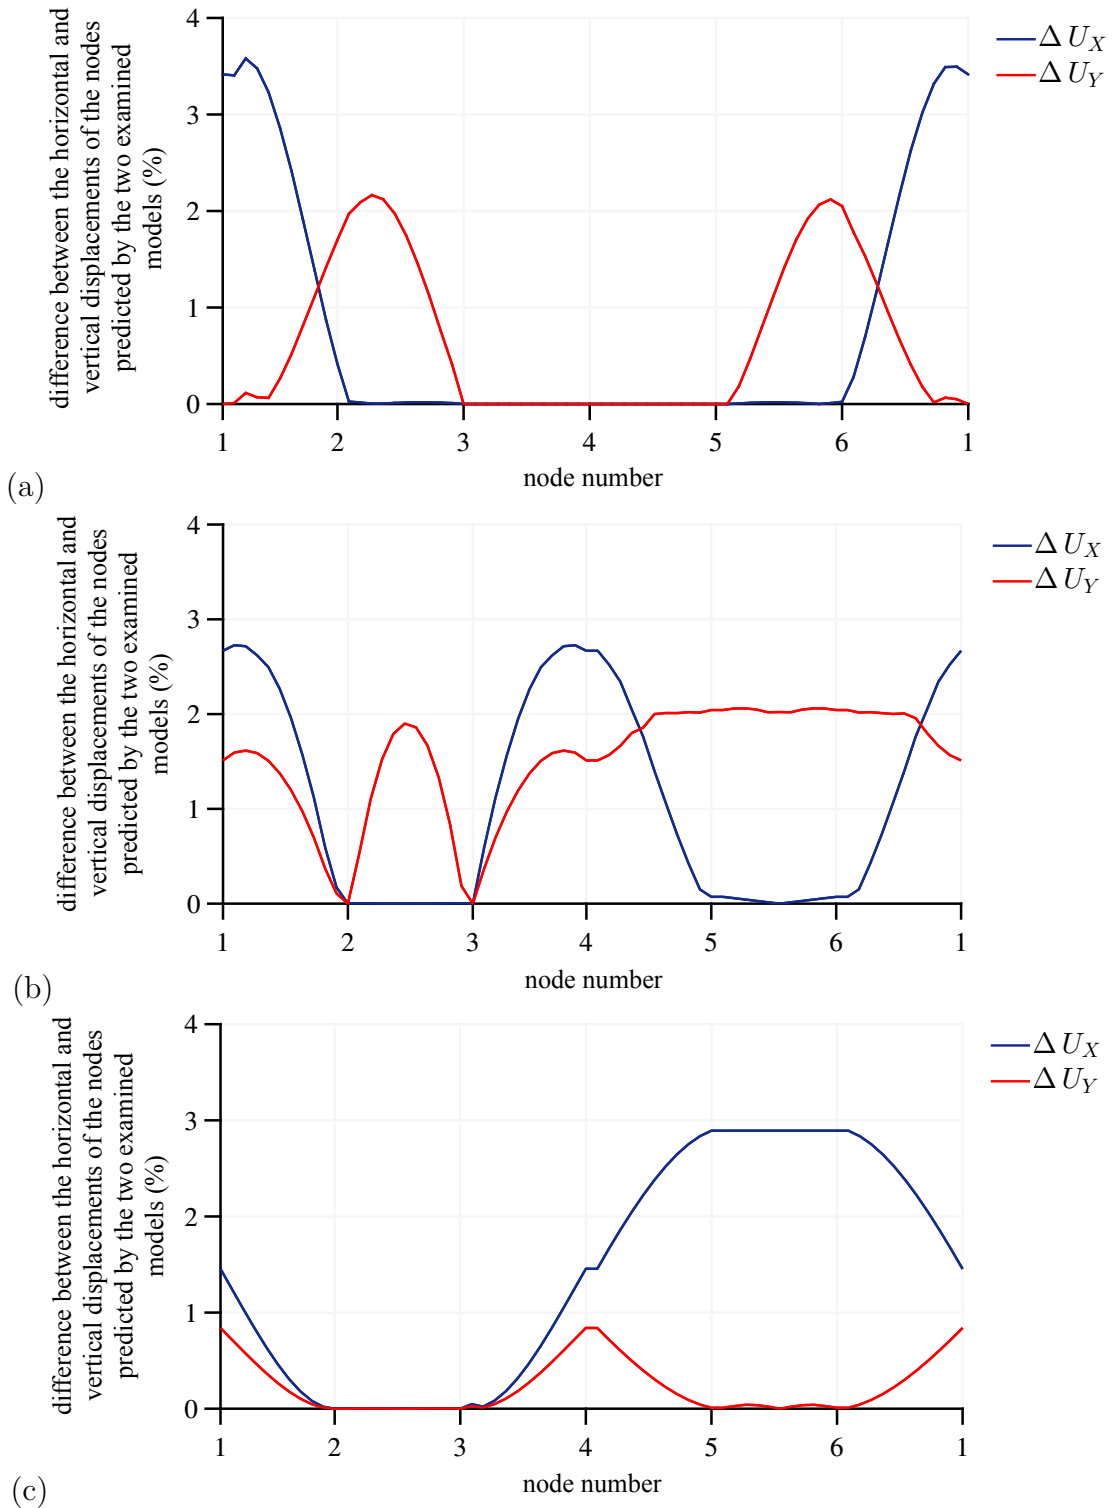 difference between the horizontal and
vertical displacements of the nodes
predicted by the two examined
models (%)
4
3
2
1
0
1 2 3 4 5 6 1
node number
Δ U_X
Δ U_Y
(a)
difference between the horizontal and
vertical displacements of the nodes
predicted by the two examined
models (%)
4
3
2
1
0
1 2 3 4 5 6 1
node number
Δ U_X
Δ U_Y
(b)
difference between the horizontal and
vertical displacements of the nodes
predicted by the two examined
models (%)
4
3
2
1
0
1 2 3 4 5 6 1
node number
Δ U_X
Δ U_Y
(c)